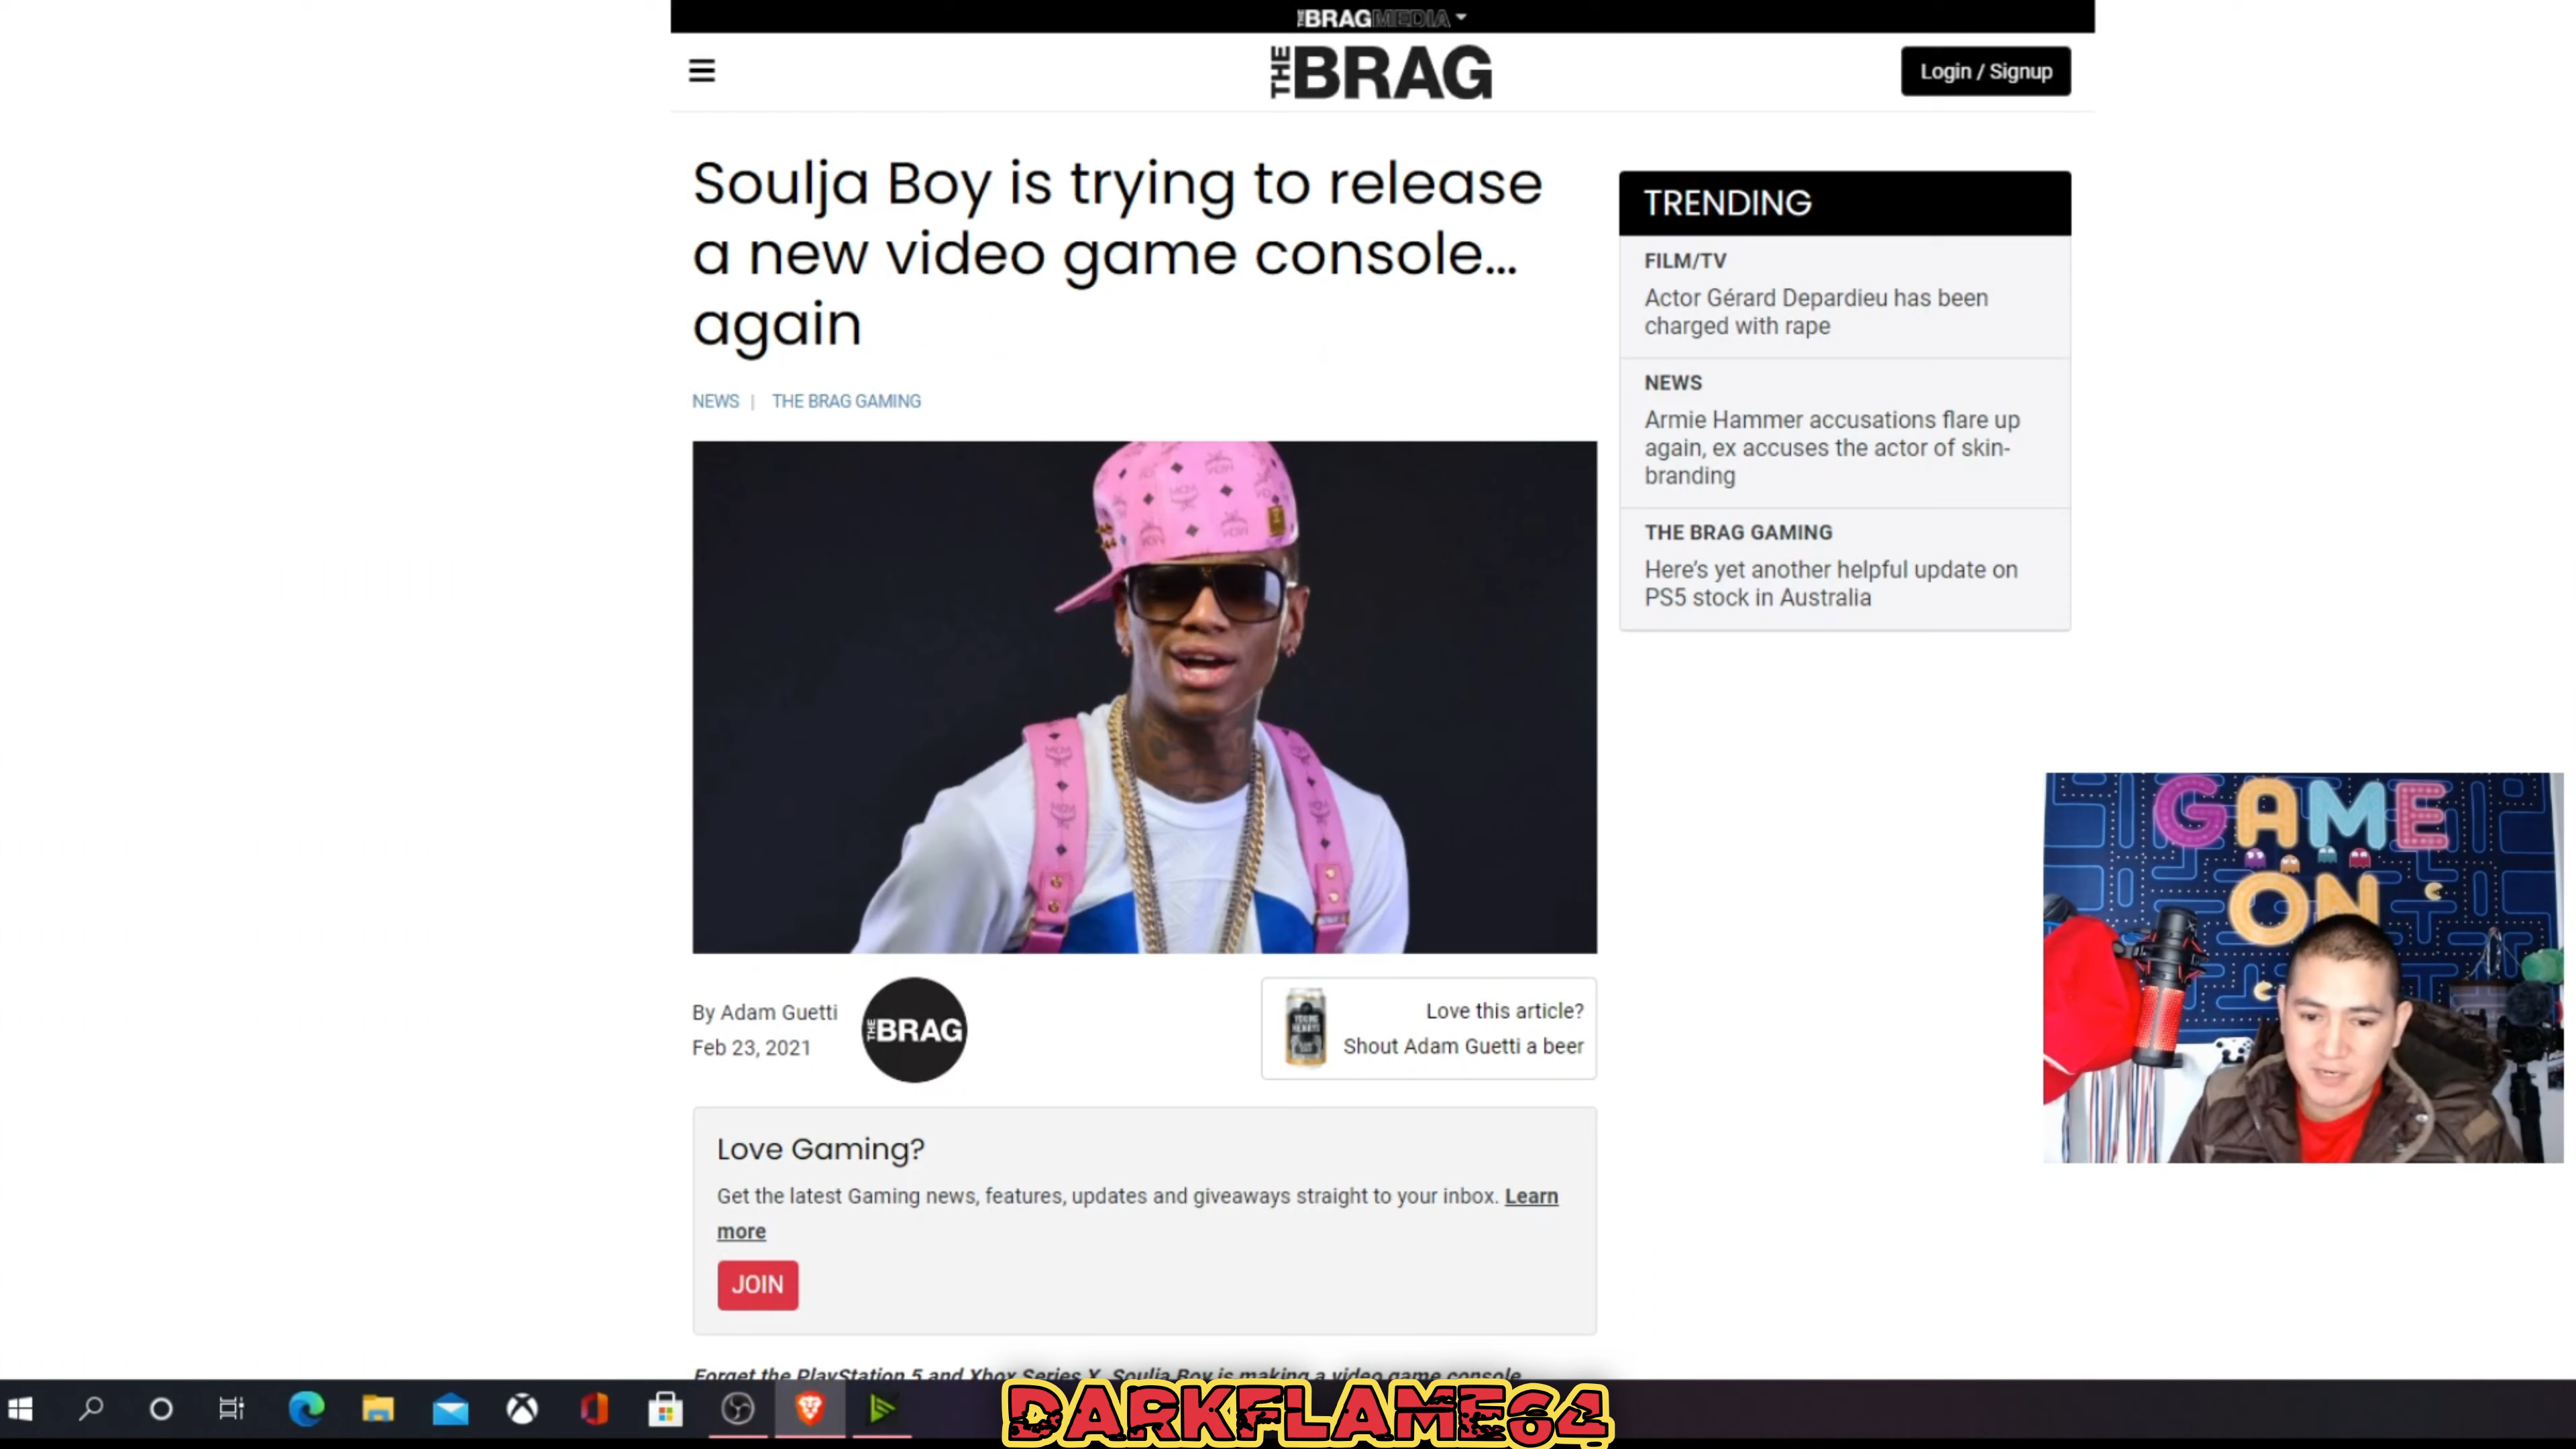 THE BRAG MEDIA
THE BRAG
Login / Signup
Soulja Boy is trying to release
a new video game console...
again
NEWS | THE BRAG GAMING
MCM
MCM
By Adam Guetti
Feb 23, 2021
THE BRAG
YOUNG
HENRYS
Love this article?
Shout Adam Guetti a beer
Love Gaming?
Get the latest Gaming news, features, updates and giveaways straight to your inbox. Learn
more
JOIN
Forget the PlayStation 5 and Xbox Series X, Soulja Boy is making a video game console
TRENDING
FILM/TV
Actor Gérard Depardieu has been
charged with rape
NEWS
Armie Hammer accusations flare up
again, ex accuses the actor of skin-
branding
THE BRAG GAMING
Here's yet another helpful update on
PS5 stock in Australia
GAME
ON
DARKFLAME64